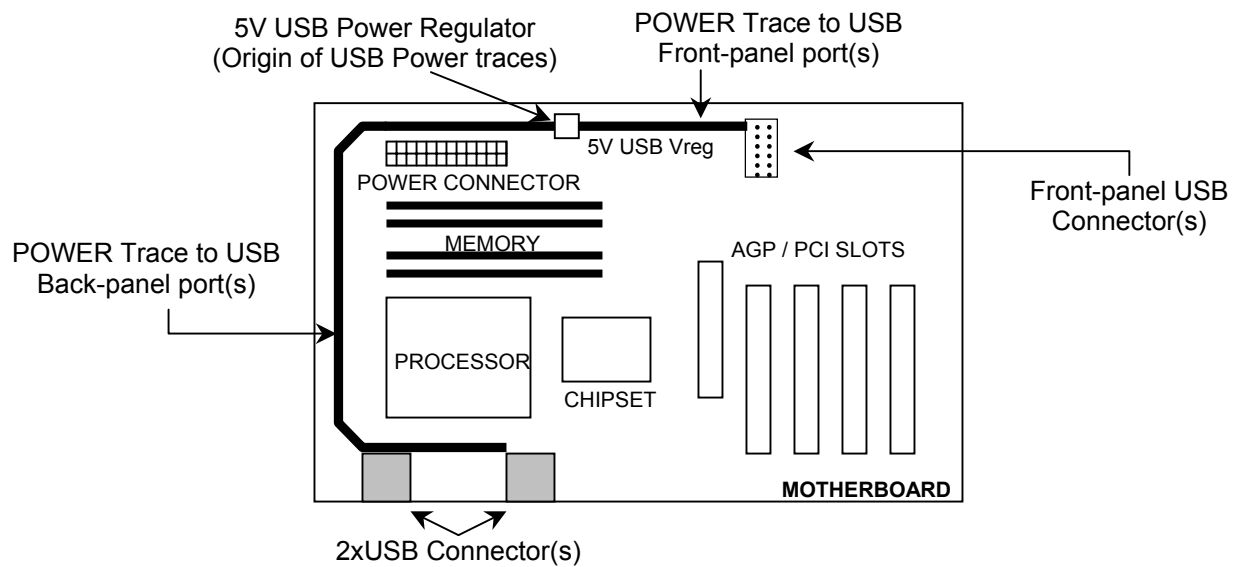 5V USB Power Regulator
(Origin of USB Power traces)
POWER Trace to USB
Front-panel port(s)
5V USB Vreg
POWER CONNECTOR
Front-panel USB
Connector(s)
MEMORY
AGP / PCI SLOTS
POWER Trace to USB
Back-panel port(s)
PROCESSOR
CHIPSET
MOTHERBOARD
2xUSB Connector(s)